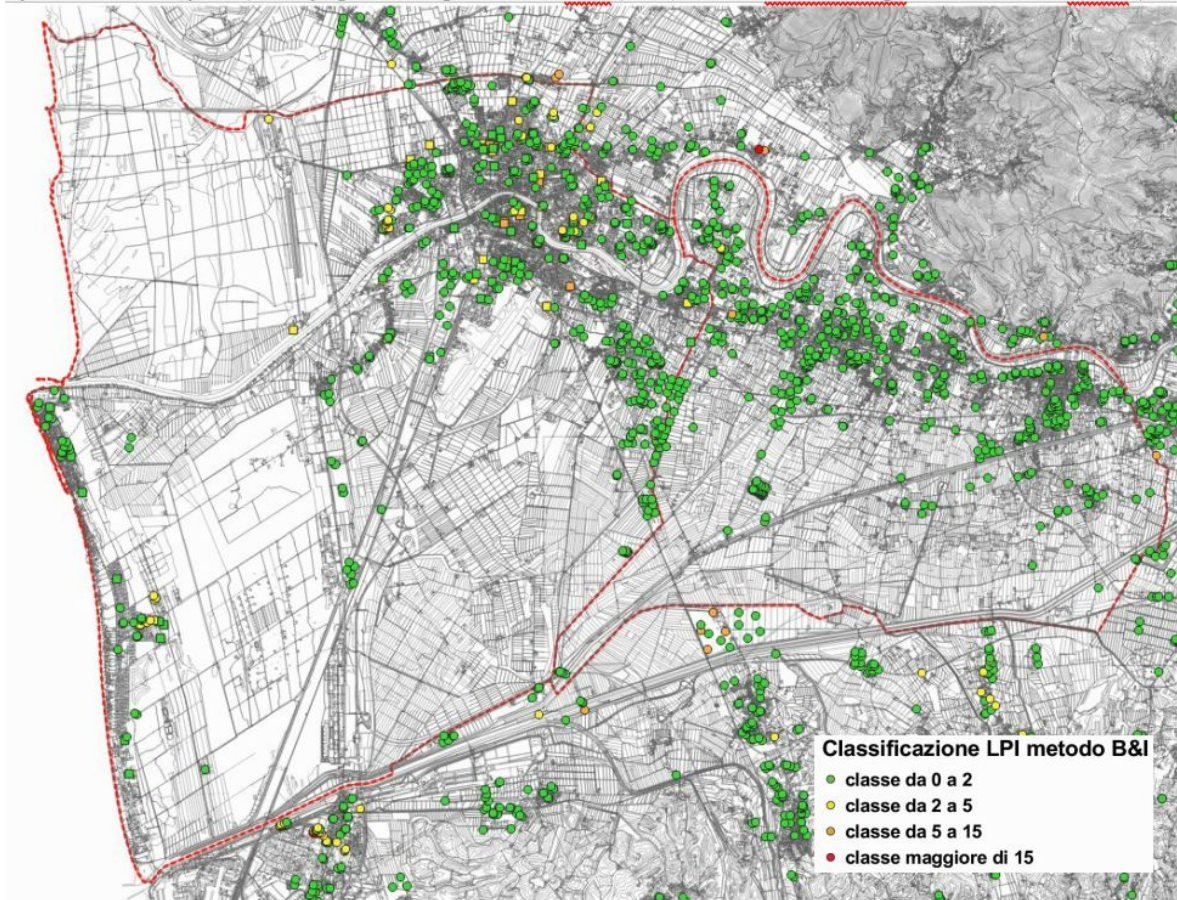 Classificazione LPI metodo B&I
classe da 0 a 2
classe da 2 a 5
classe da 5 a 15
classe maggiore di 15